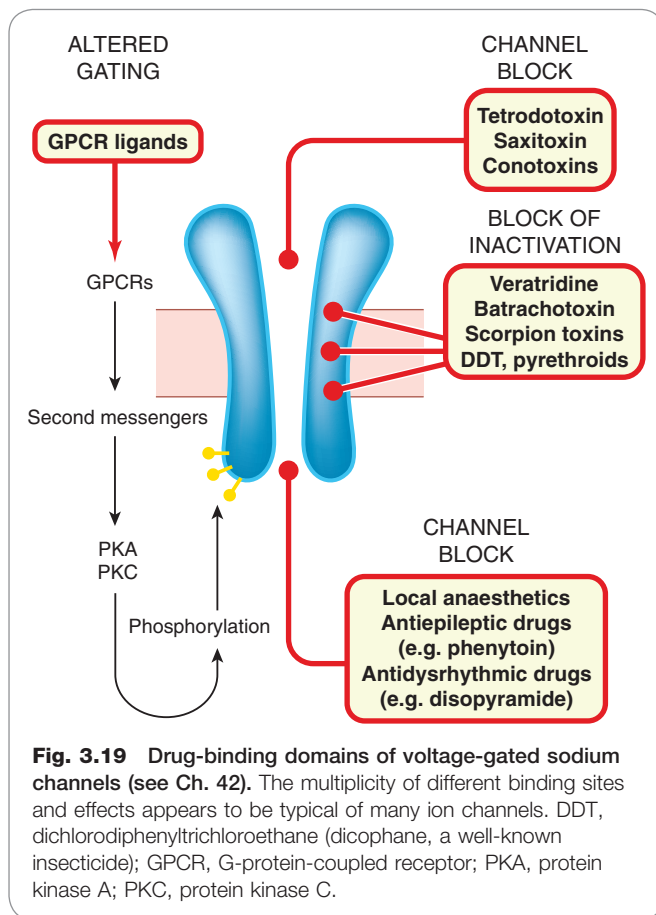 ALTERED
GATING
GPCR ligands
GPCRs
Second messengers
PKA
PKC
Phosphorylation
CHANNEL
BLOCK
Tetrodotoxin
Saxitoxin
Conotoxins
BLOCK OF
INACTIVATION
Veratridine
Batrachotoxin
Scorpion toxins
DDT, pyrethroids
CHANNEL
BLOCK
Local anaesthetics
Antiepileptic drugs
(e.g. phenytoin)
Antidysrhythmic drugs
(e.g. disopyramide)
Fig. 3.19 Drug-binding domains of voltage-gated sodium
channels (see Ch. 42). The multiplicity of different binding sites
and effects appears to be typical of many ion channels. DDT,
dichlorodiphenyltrichloroethane (dicophane, a well-known
insecticide); GPCR, G-protein-coupled receptor; PKA, protein
kinase A; PKC, protein kinase C.